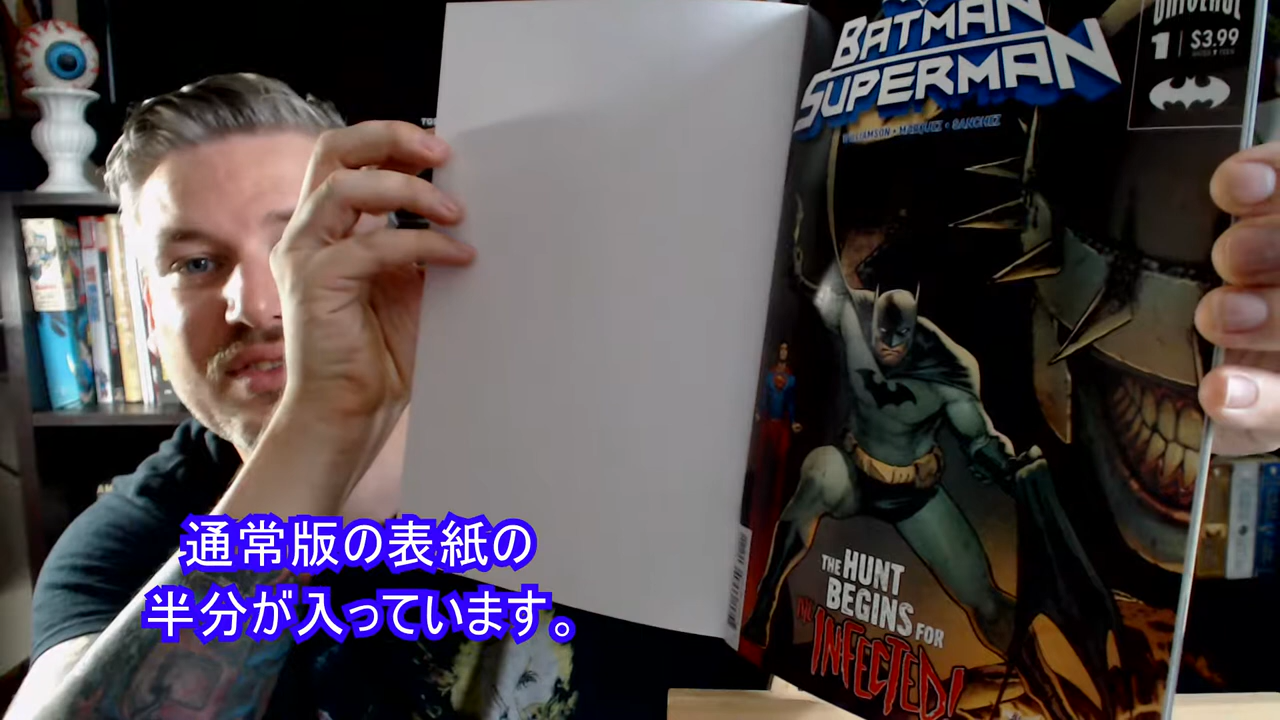 BATMAN
SUPERMAN
UNIVERSE
1 $3.99
WILLIAMSON • MARQUEZ • SANCHEZ
THE HUNT
BEGINS FOR
THE INFECTED!
通常版の表紙の
半分が入っています。